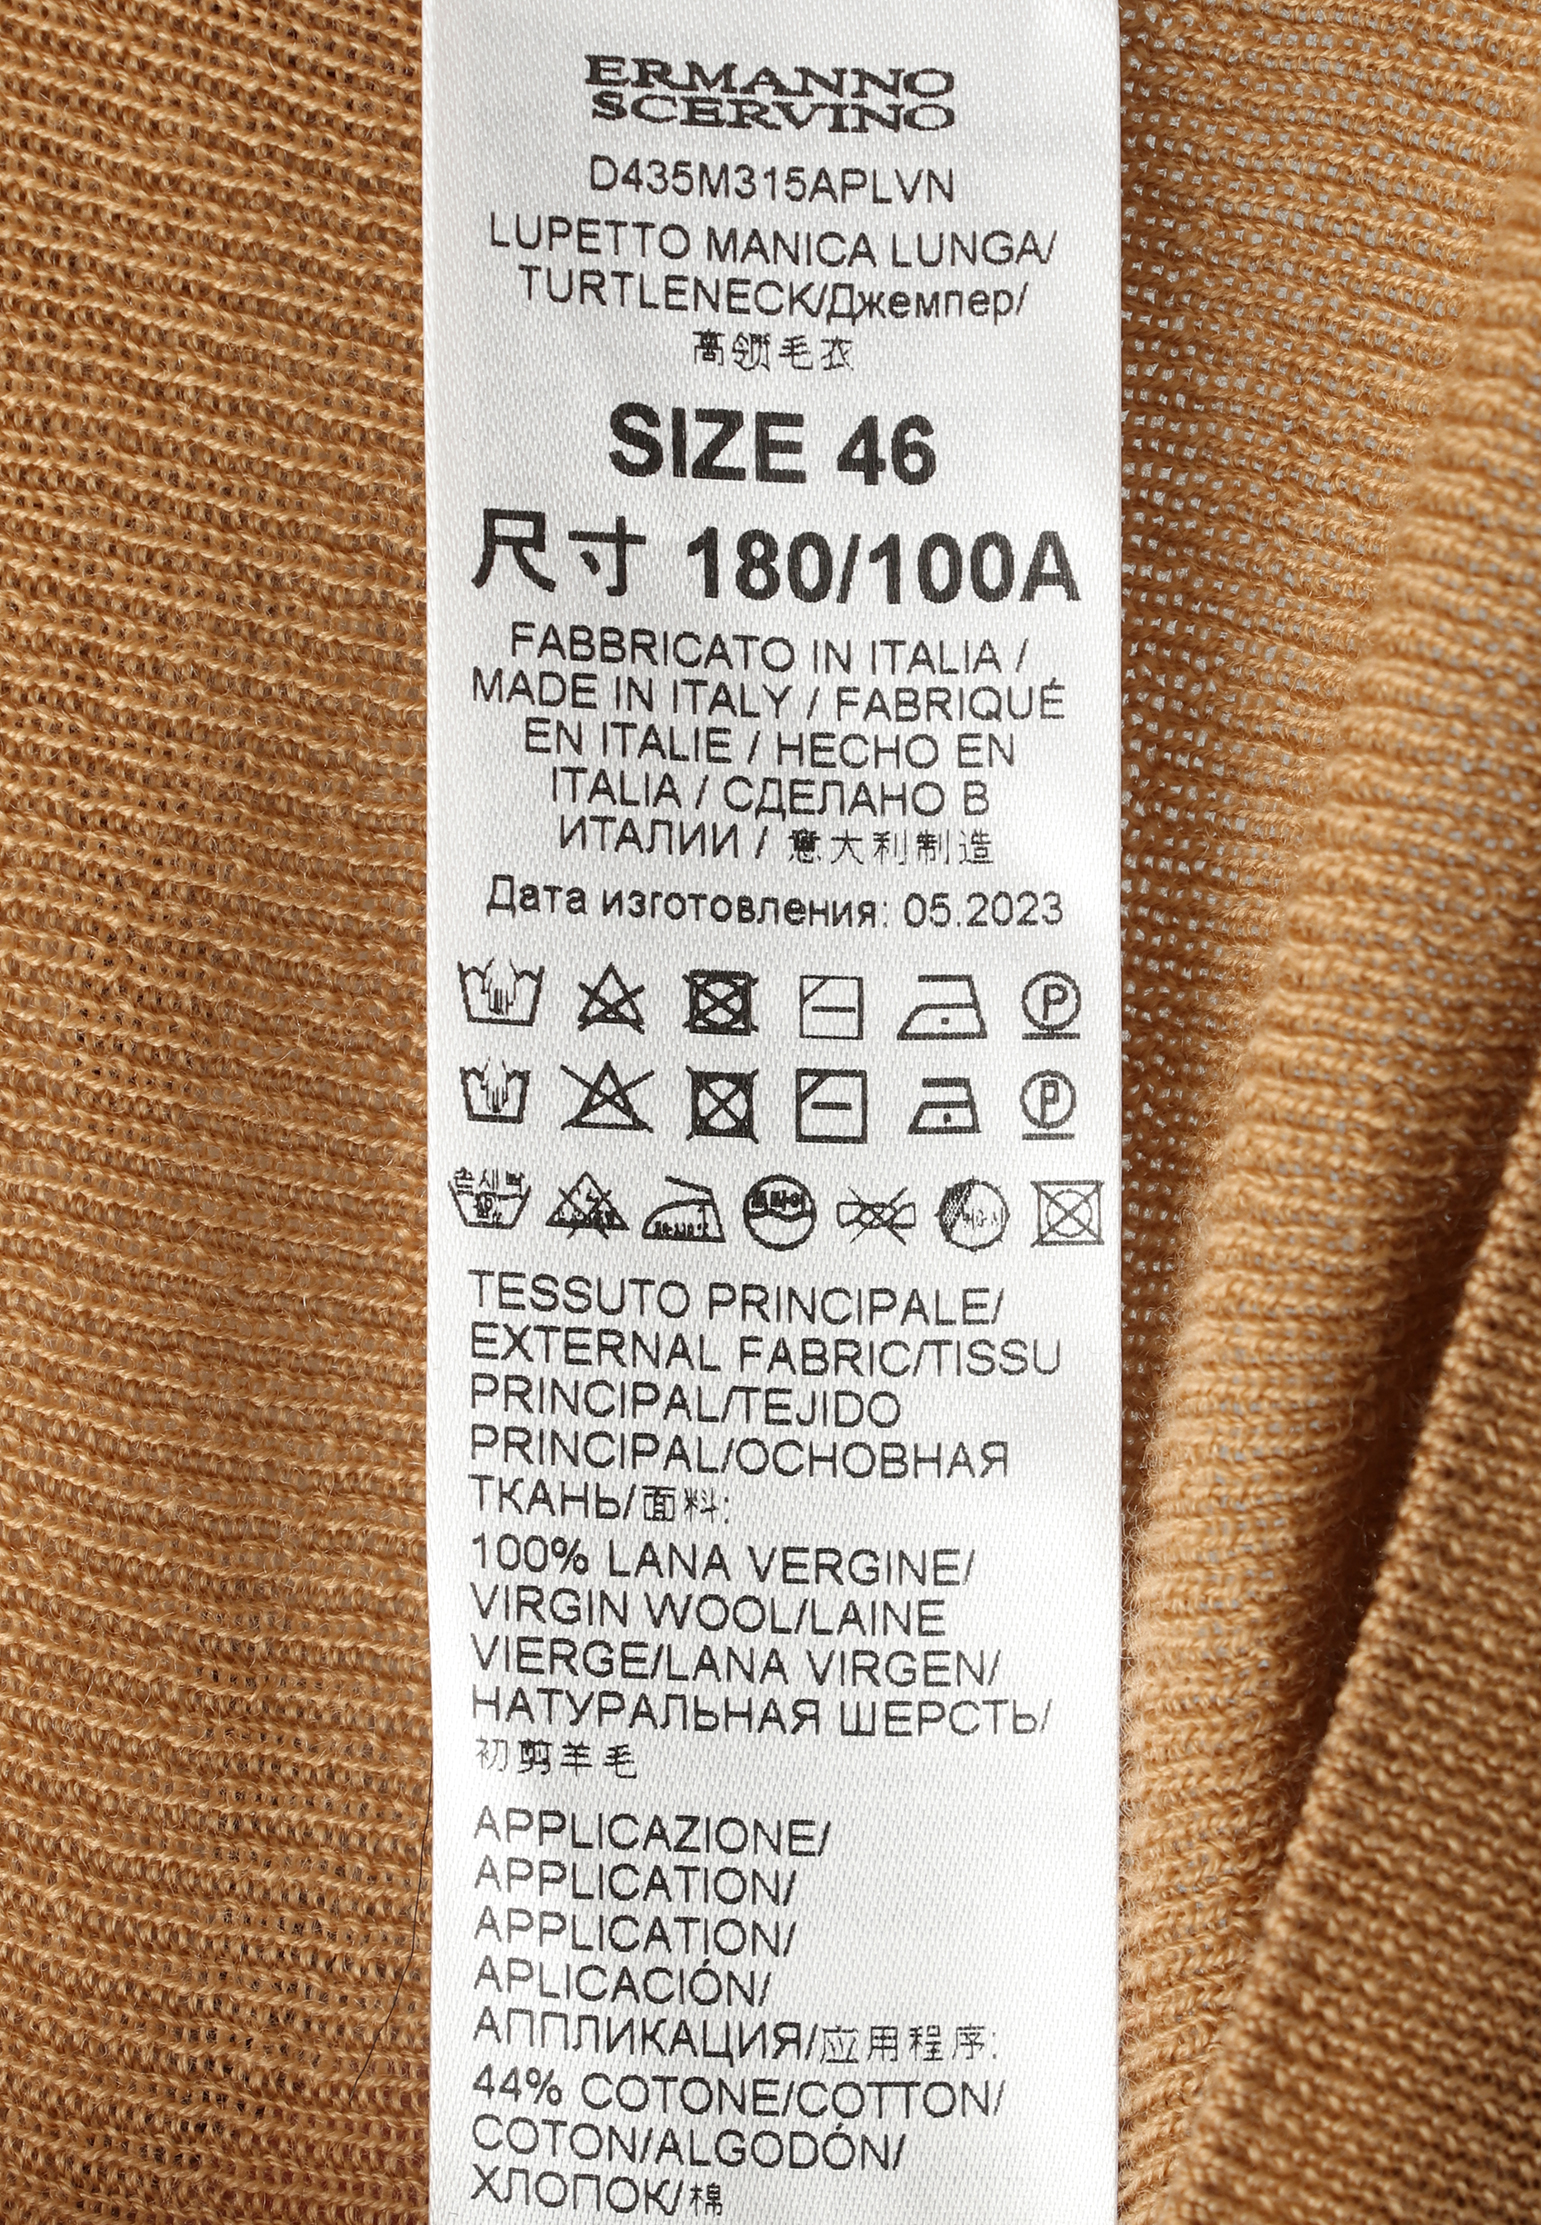 ERMANNO
SCERVINO
D435M315APLVN
LUPETTO MANICA LUNGA/
TURTLENECK/Джемпер/
高领毛衣
SIZE 46
尺寸 180/100A
FABBRICATO IN ITALIA /
MADE IN ITALY / FABRIQUÉ
EN ITALIE / HECHO EN
ITALIA / СДЕЛАНО В
ИТАЛИИ / 意大利制造
Дата изготовления: 05.2023
P
P
손세탁
TESSUTO PRINCIPALE/
EXTERNAL FABRIC/TISSU
PRINCIPAL/TEJIDO
PRINCIPAL/ОСНОВНАЯ
ТКАНЬ/面料:
100% LANA VERGINE/
VIRGIN WOOL/LAINE
VIERGE/LANA VIRGEN/
НАТУРАЛЬНАЯ ШЕРСТЬ/
初剪羊毛
APPLICAZIONE/
APPLICATION/
APPLICATION/
APLICACIÓN/
АППЛИКАЦИЯ/应用程序:
44% COTONE/COTTON/
COTON/ALGODÓN/
ХЛОПОК/棉